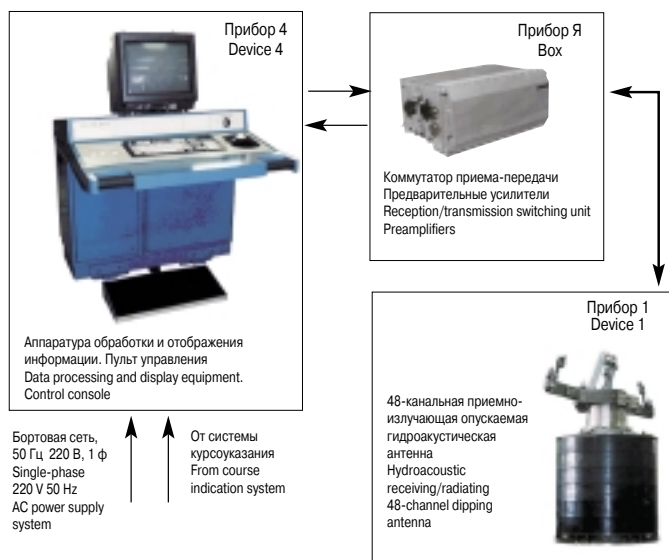 Прибор 4
Device 4
Аппаратура обработки и отображения
информации. Пульт управления
Data processing and display equipment.
Control console
Прибор Я
Box
Коммутатор приема-передачи
Предварительные усилители
Reception/transmission switching unit
Preamplifiers
Прибор 1
Device 1
48-канальная приемно-
излучающая опускаемая
гидроакустическая
антенна
Hydroacoustic
receiving/radiating
48-channel dipping
antenna
Бортовая сеть,
50 Гц 220 В, 1 ф
Single-phase
220 V 50 Hz
AC power supply
system
От системы
курсоуказания
From course
indication system